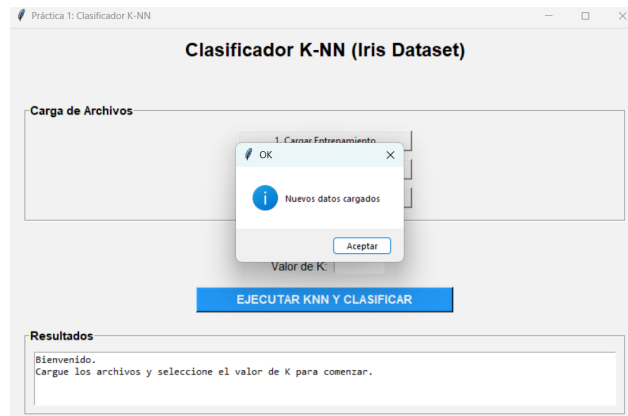 Práctica 1: Clasificador K-NN
Clasificador K-NN (Iris Dataset)
Carga de Archivos
1. Cargar Entrenamiento
OK
Nuevos datos cargados
Aceptar
Valor de K:
EJECUTAR KNN Y CLASIFICAR
Resultados
Bienvenido.
Cargue los archivos y seleccione el valor de K para comenzar.